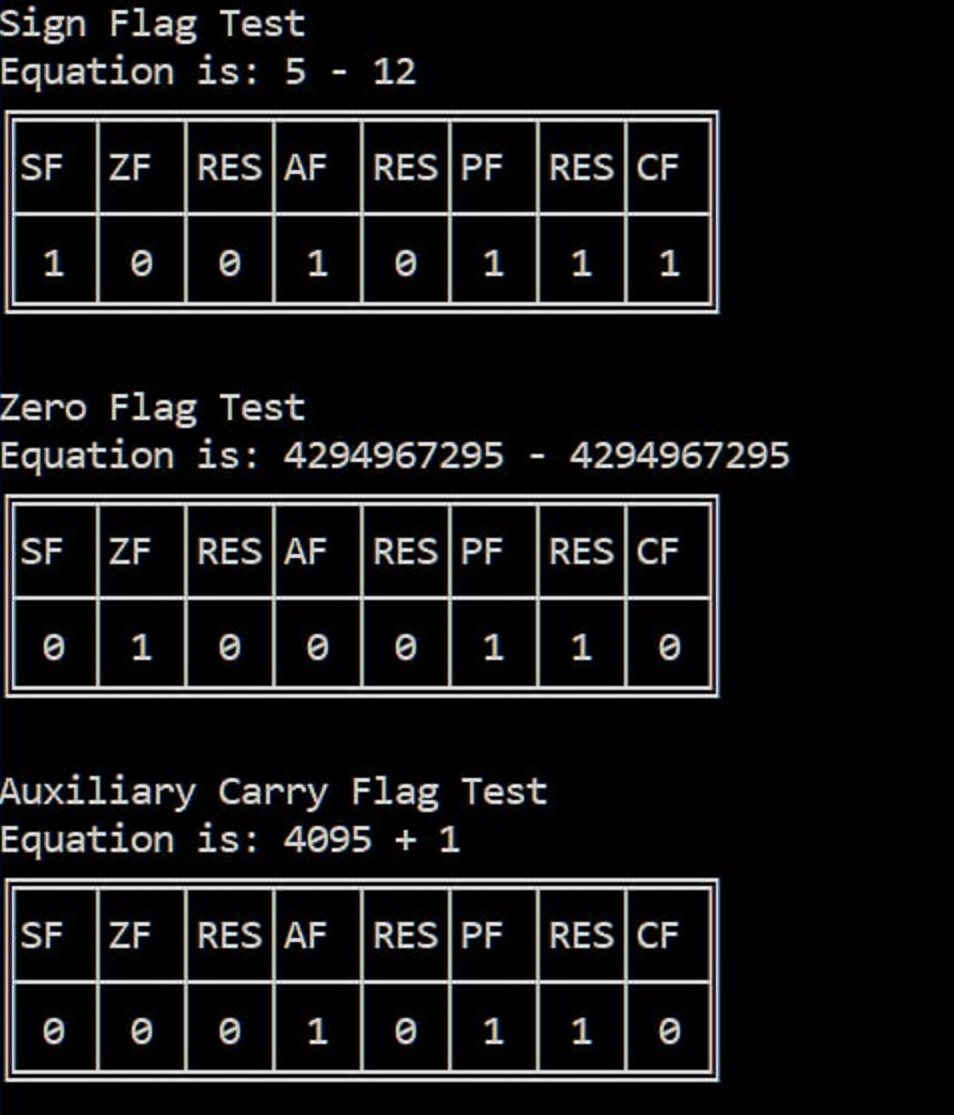 Sign Flag Test
Equation is: 5 - 12
SF ZF RES AF RES PF RES CF
1 0 0 1 0 1 1 1
Zero Flag Test
Equation is: 4294967295 - 4294967295
SF ZF RES AF RES PF RES CF
0 1 0 0 0 1 1 0
Auxiliary Carry Flag Test
Equation is: 4095 + 1
SF ZF RES AF RES PF RES CF
0 0 0 1 0 1 1 0